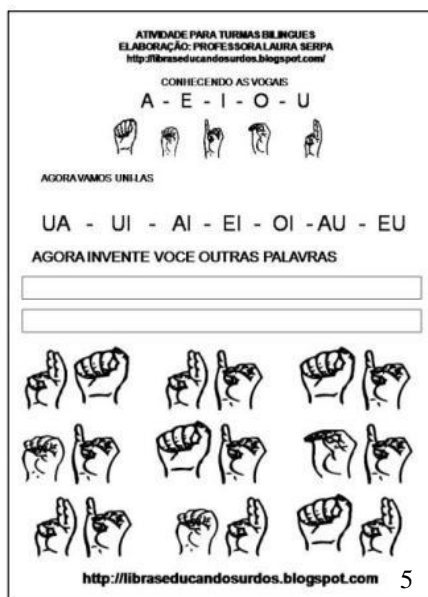 ATIVIDADE PARA TURMAS BILINGUES
ELABORAÇÃO: PROFESSORA LAURA SERPA
http://libraseducandosurdos.blogspot.com/
CONHECENDO AS VOGAIS
A - E - I - O - U
AGORA VAMOS UNI-LAS
UA - UI - AI - EI - OI - AU - EU
AGORA INVENTE VOCE OUTRAS PALAVRAS
http://libraseducandosurdos.blogspot.com 5